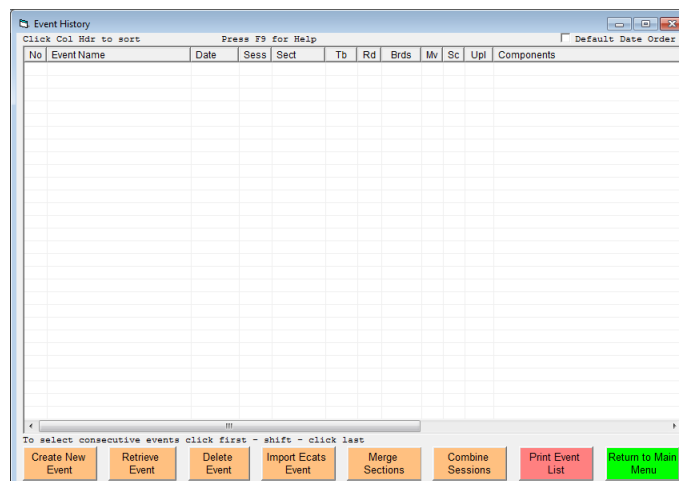 Event History
Click Col Hdr to sort Press F9 for Help Default Date Order
No Event Name Date Sess Sect Tb Rd Brds Mv Sc Upl Components
To select consecutive events click first - shift - click last
Create New Retrieve Delete Import Ecats Merge Combine Print Event Return to Main
Event Event Event Event Sections Sessions List Menu